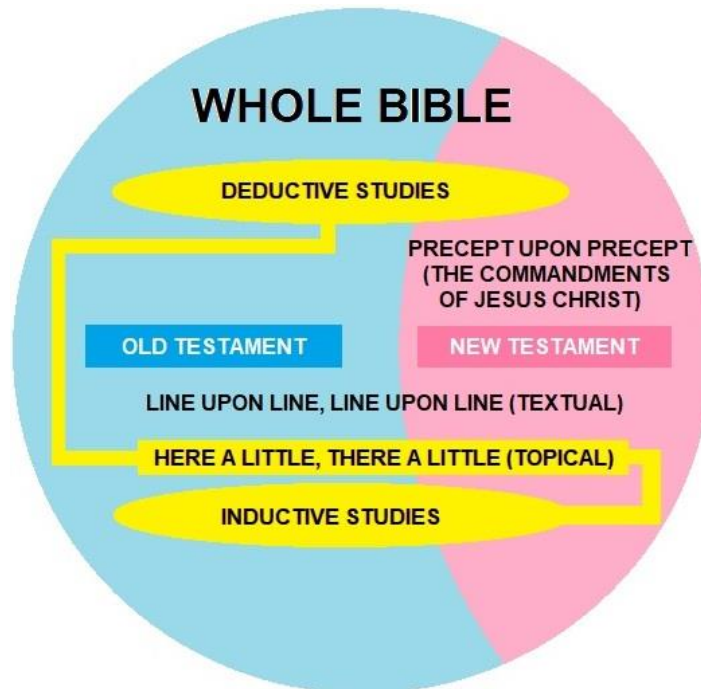 WHOLE BIBLE
DEDUCTIVE STUDIES
PRECEPT UPON PRECEPT
(THE COMMANDMENTS
OF JESUS CHRIST)
OLD TESTAMENT
NEW TESTAMENT
LINE UPON LINE, LINE UPON LINE (TEXTUAL)
HERE A LITTLE, THERE A LITTLE (TOPICAL)
INDUCTIVE STUDIES